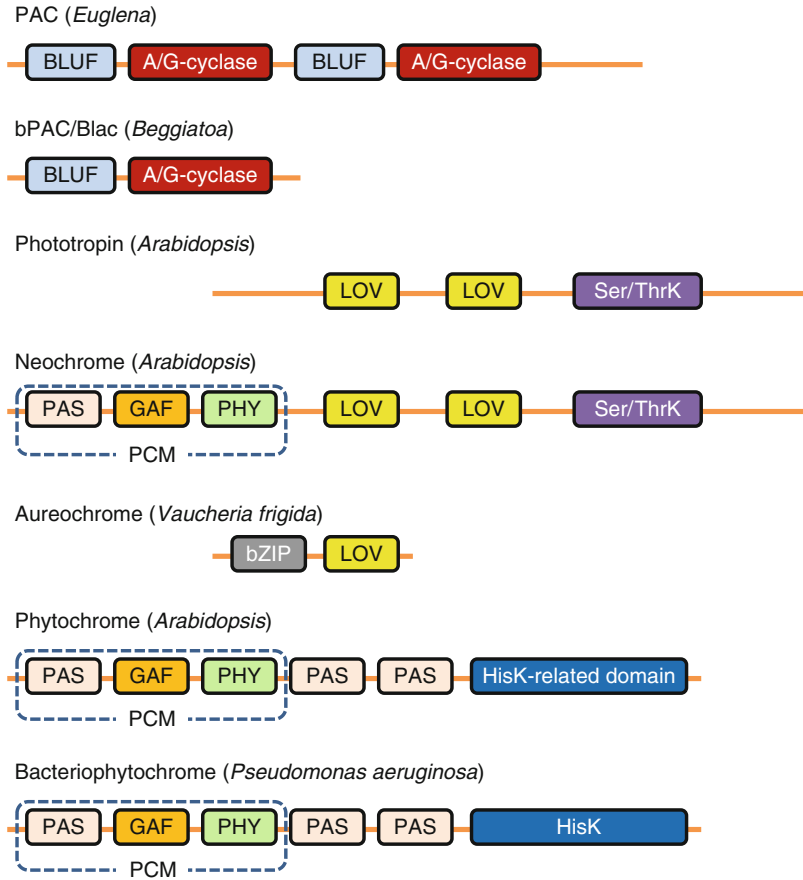 PAC (Euglena)
BLUF A/G-cyclase BLUF A/G-cyclase
bPAC/Blac (Beggiatoa)
BLUF A/G-cyclase
Phototropin (Arabidopsis)
LOV LOV Ser/ThrK
Neochrome (Arabidopsis)
PAS GAF PHY LOV LOV Ser/ThrK
PCM
Aureochrome (Vaucheria frigida)
bZIP LOV
Phytochrome (Arabidopsis)
PAS GAF PHY PAS PAS HisK-related domain
PCM
Bacteriophytochrome (Pseudomonas aeruginosa)
PAS GAF PHY PAS PAS HisK
PCM